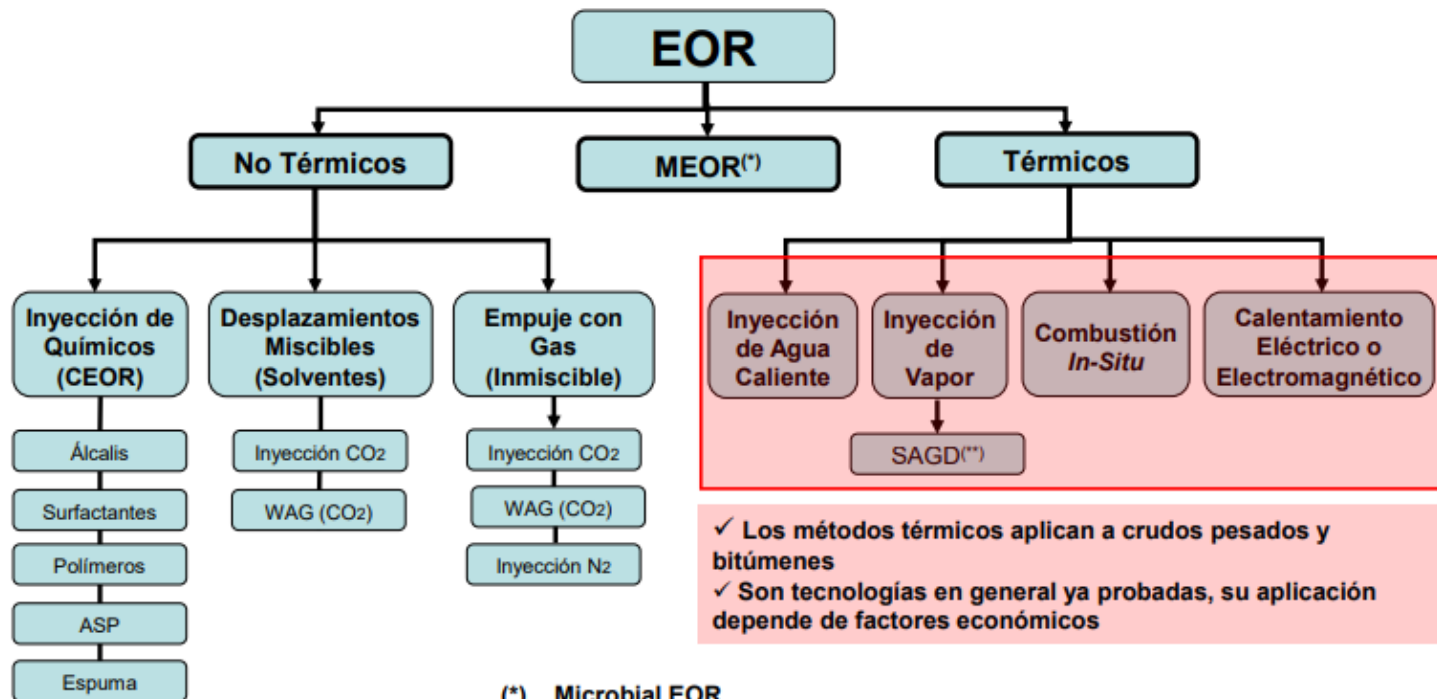 EOR
No Térmicos
MEOR(*)
Térmicos
Inyección de
Químicos
(CEOR)
Desplazamientos
Miscibles
(Solventes)
Empuje con
Gas
(Inmiscible)
Inyección
de Agua
Caliente
Inyección
de
Vapor
Combustión
In-Situ
Calentamiento
Eléctrico o
Electromagnético
Álcalis
Surfactantes
Polímeros
ASP
Espuma
Inyección CO2
WAG (CO2)
Inyección CO2
WAG (CO2)
Inyección N2
SAGD(**)
✓ Los métodos térmicos aplican a crudos pesados y
bitúmenes
✓ Son tecnologías en general ya probadas, su aplicación
depende de factores económicos
(*) Microbial EOR